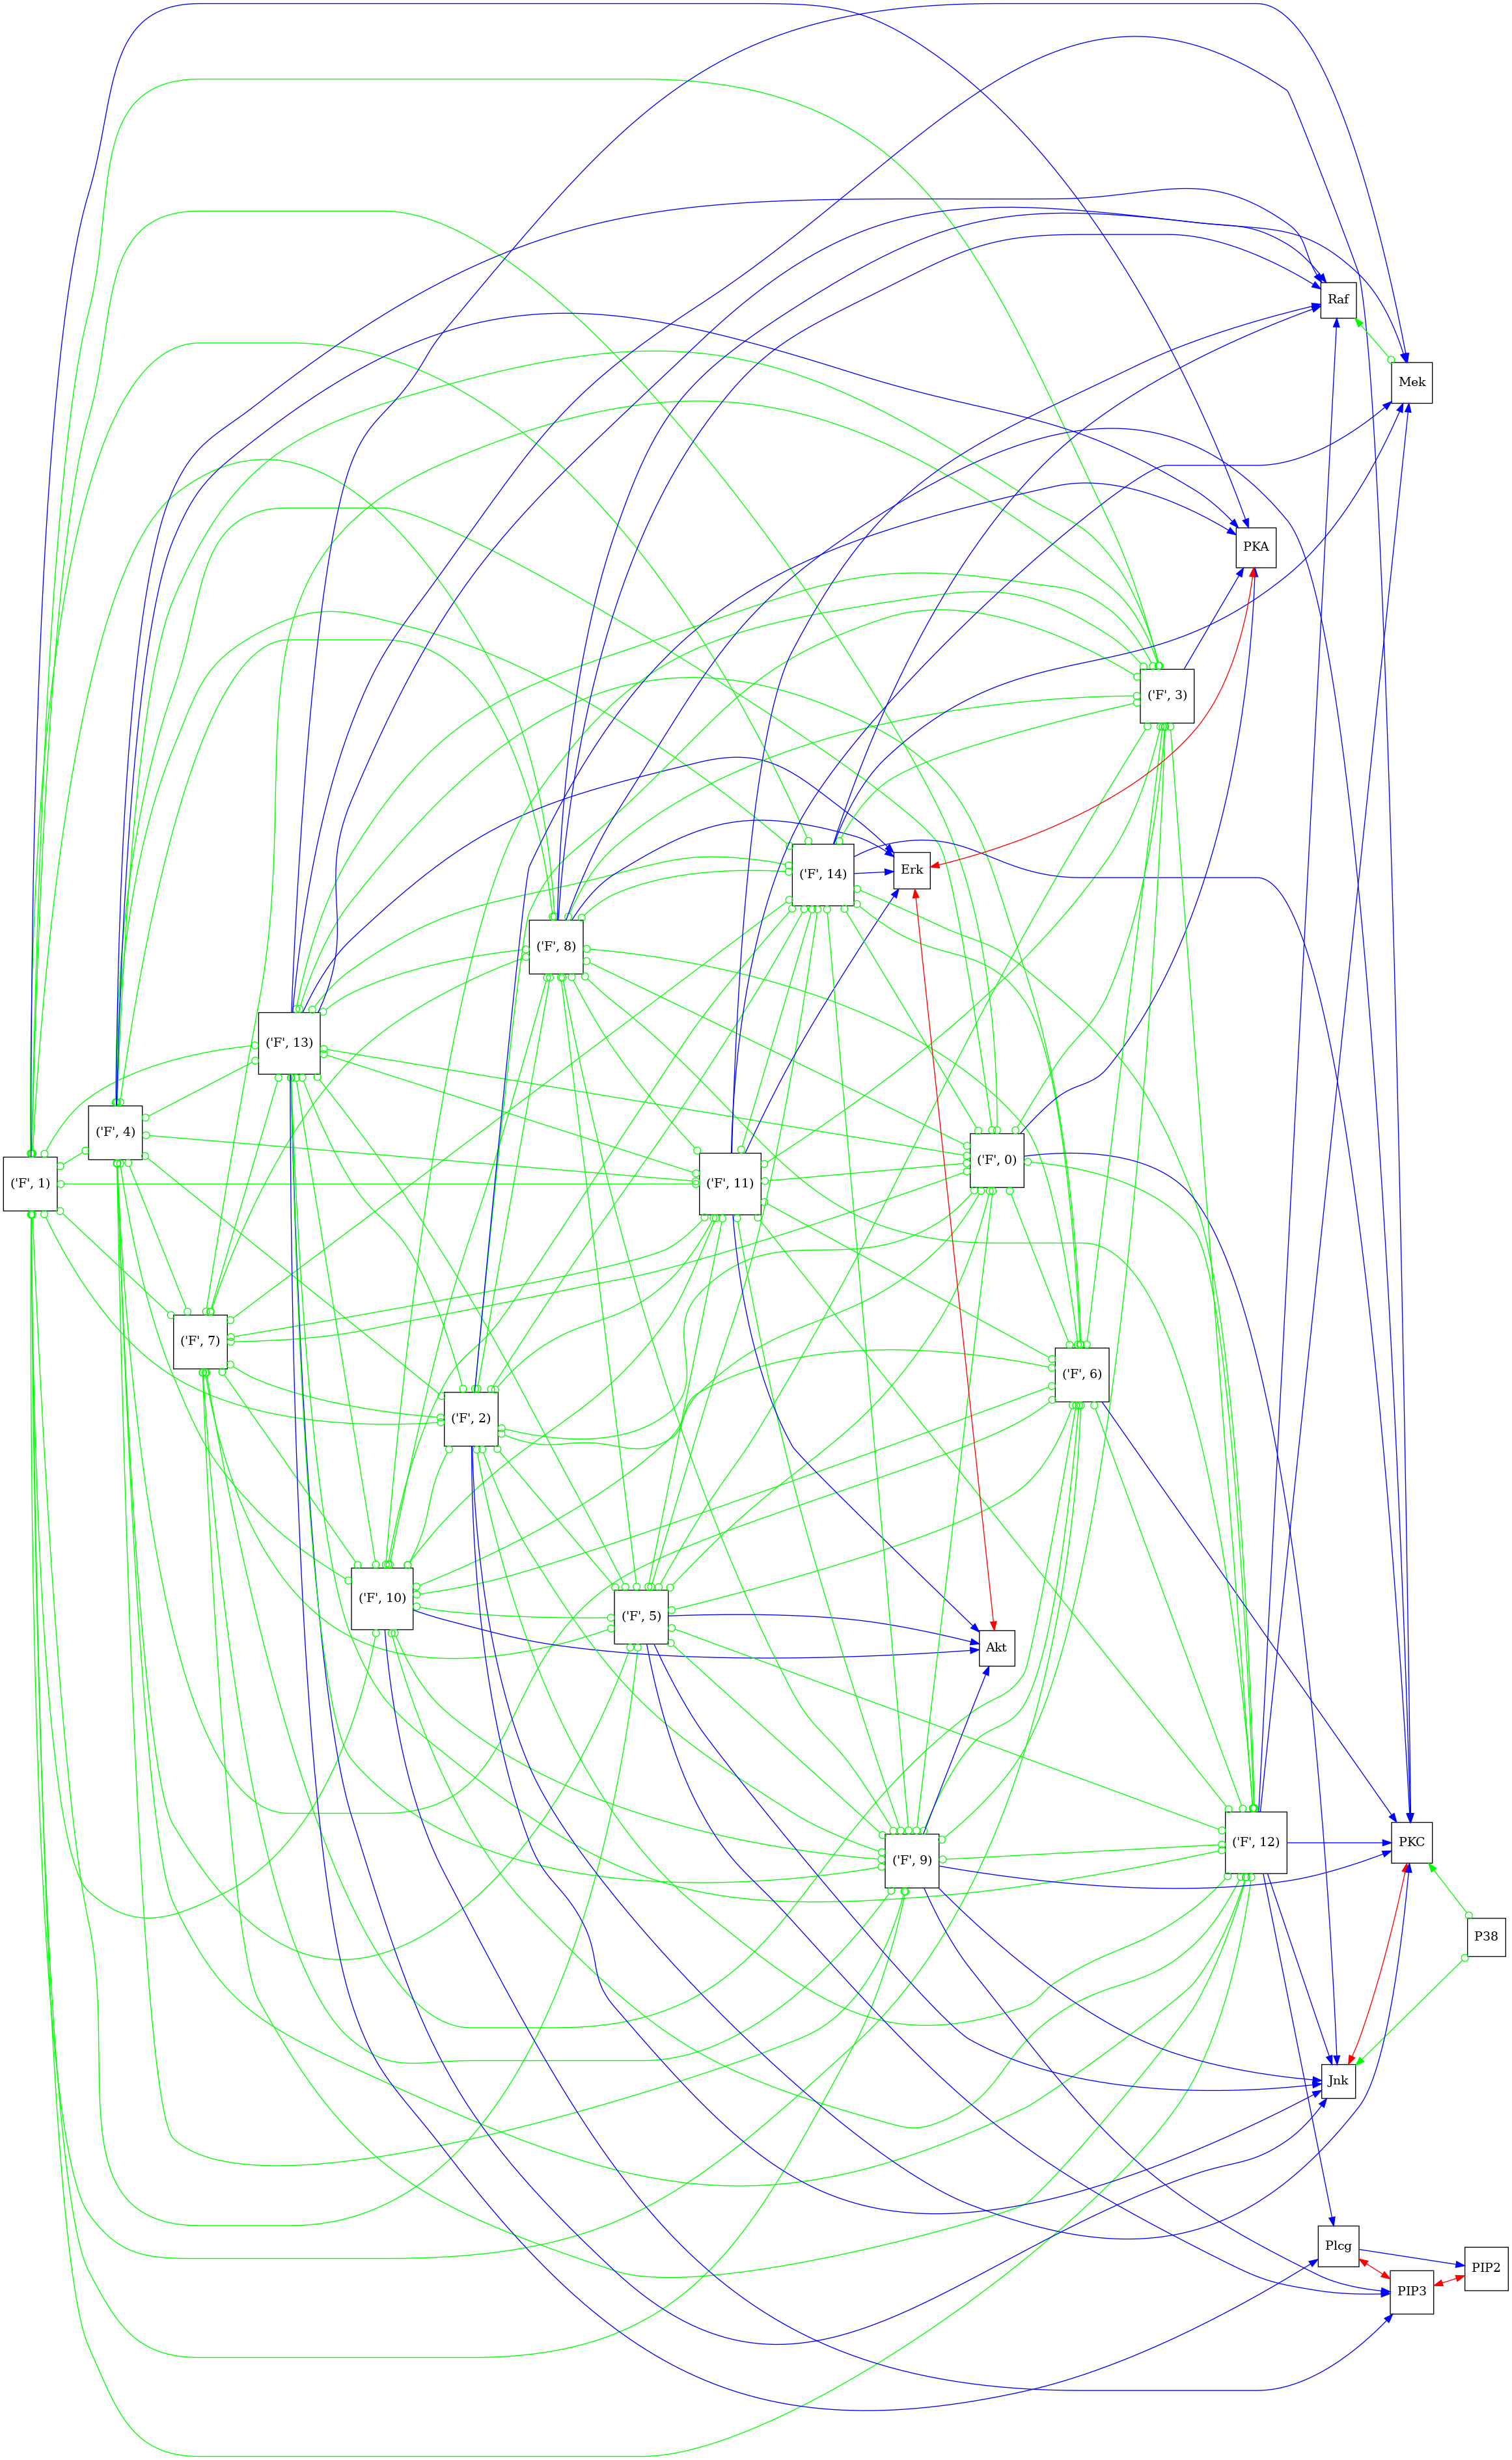 Raf
Mek
PKA
('F', 3)
('F', 14)
Erk
('F', 8)
('F', 13)
('F', 4)
('F', 0)
('F', 1)
('F', 11)
('F', 7)
('F', 6)
('F', 2)
('F', 10)
('F', 5)
Akt
('F', 12)
PKC
('F', 9)
P38
Jnk
Plcg
PIP2
PIP3